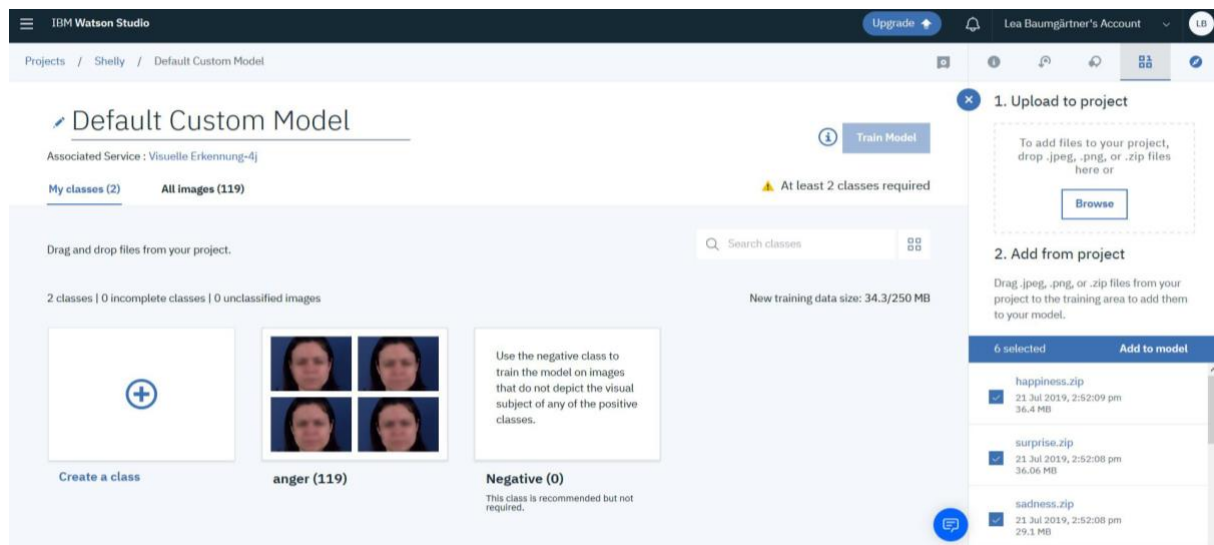 IBM Watson Studio
Upgrade
Lea Baumgärtner's Account
LB
Projects / Shelly / Default Custom Model
Default Custom Model
Associated Service : Visuelle Erkennung-4j
Train Model
My classes (2)
All images (119)
At least 2 classes required
Drag and drop files from your project.
Search classes
2 classes | 0 incomplete classes | 0 unclassified images
New training data size: 34.3/250 MB
Create a class
anger (119)
Use the negative class to
train the model on images
that do not depict the visual
subject of any of the positive
classes.
Negative (0)
This class is recommended but not
required.
1. Upload to project
To add files to your project,
drop .jpeg, .png, or .zip files
here or
Browse
2. Add from project
Drag .jpeg, .png, or .zip files from your
project to the training area to add them
to your model.
6 selected
Add to model
happiness.zip
21 Jul 2019, 2:52:09 pm
36.4 MB
surprise.zip
21 Jul 2019, 2:52:08 pm
36.06 MB
sadness.zip
21 Jul 2019, 2:52:08 pm
29.1 MB